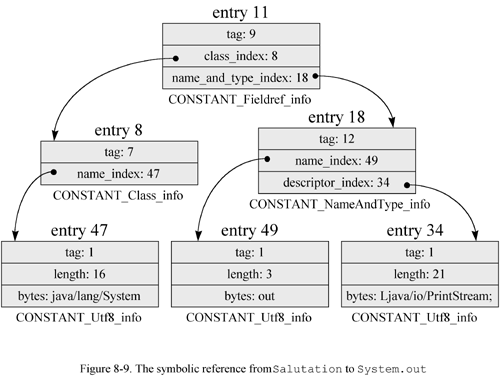 entry 11
tag: 9
class_index: 8
name_and_type_index: 18
CONSTANT_Fieldref_info
entry 8
tag: 7
name_index: 47
CONSTANT_Class_info
entry 18
tag: 12
name_index: 49
descriptor_index: 34
CONSTANT_NameAndType_info
entry 47
tag: 1
length: 16
bytes: java/lang/System
CONSTANT_Utf8_info
entry 49
tag: 1
length: 3
bytes: out
CONSTANT_Utf8_info
entry 34
tag: 1
length: 21
bytes: Ljava/io/PrintStream;
CONSTANT_Utf8_info
Figure 8-9. The symbolic reference from Salutation to System.out